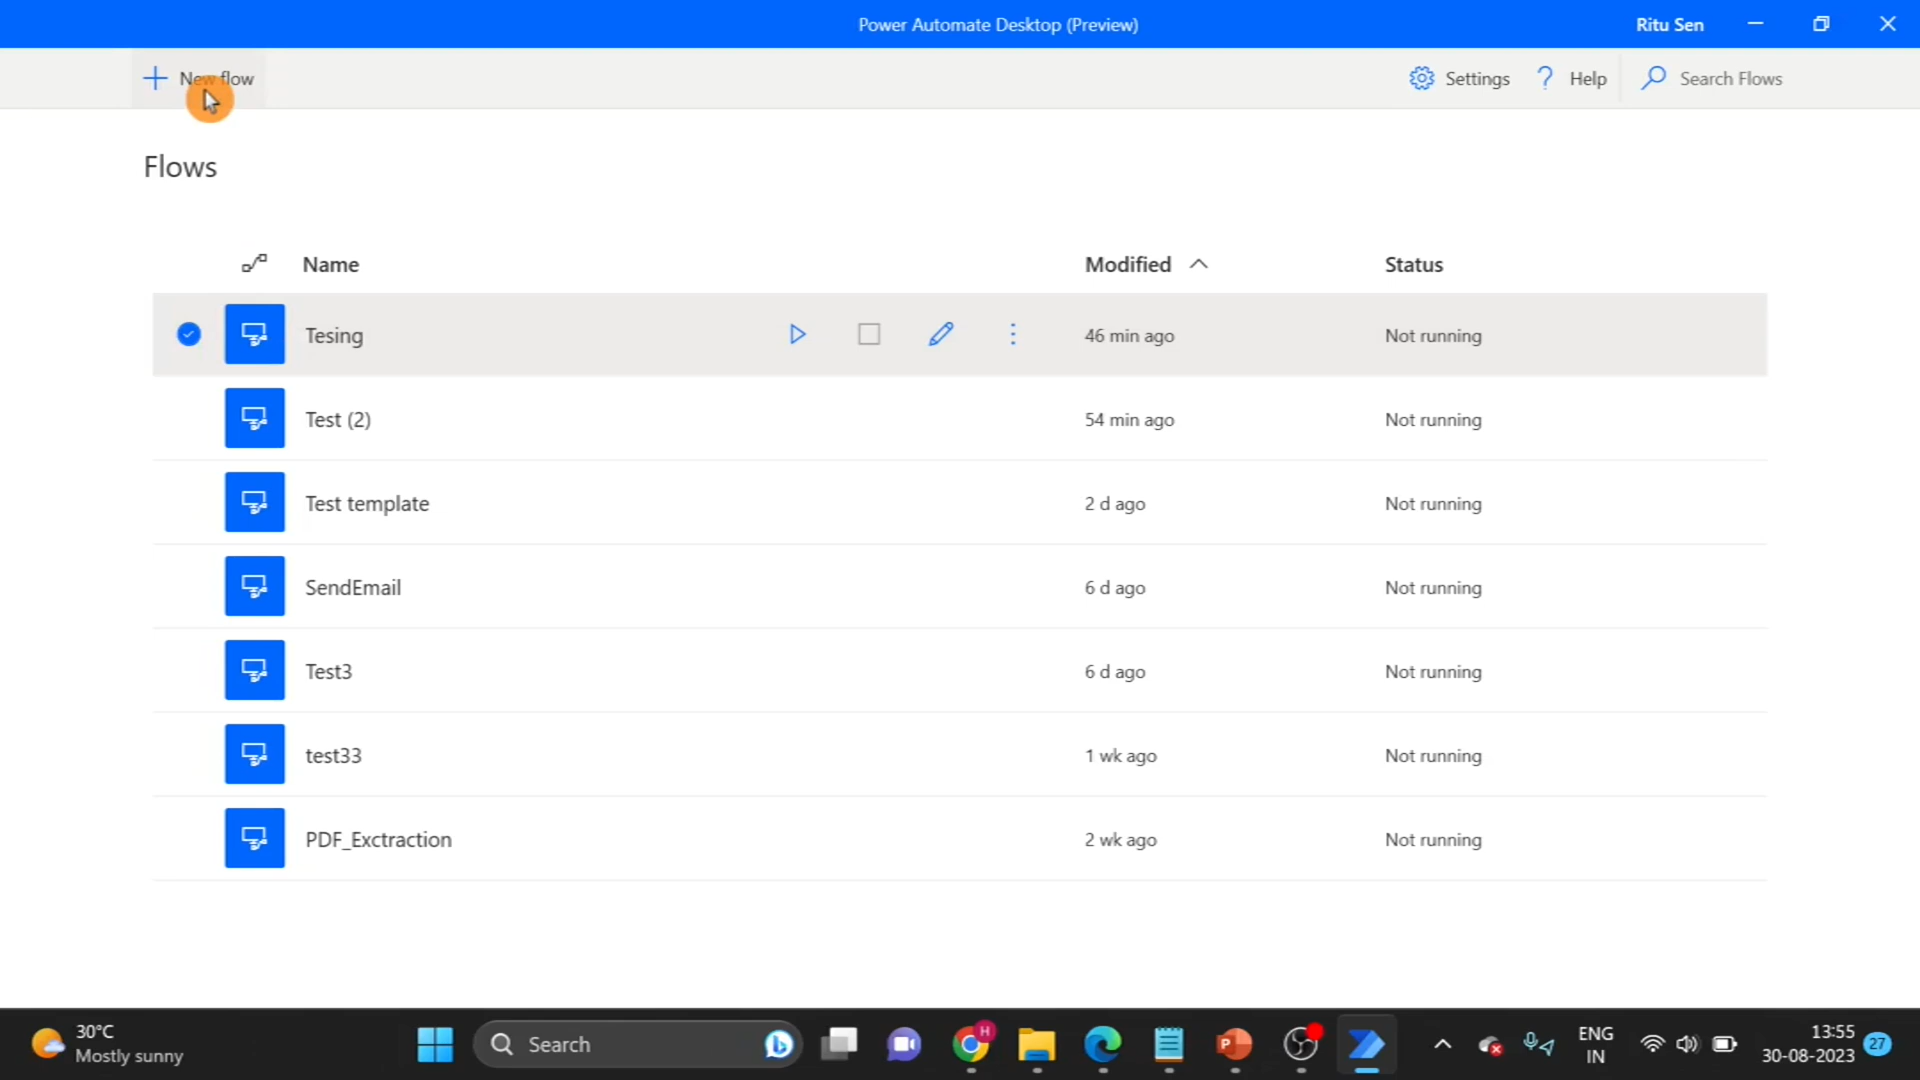 Power Automate Desktop (Preview)
Ritu Sen
New flow
Settings
Help
Search Flows
Flows
Name Modified Status
Tesing 46 min ago Not running
Test (2) 54 min ago Not running
Test template 2 d ago Not running
SendEmail 6 d ago Not running
Test3 6 d ago Not running
test33 1 wk ago Not running
PDF_Exctraction 2 wk ago Not running
30°C
Mostly sunny
Search
H
P
ENG
IN
13:55
30-08-2023
27